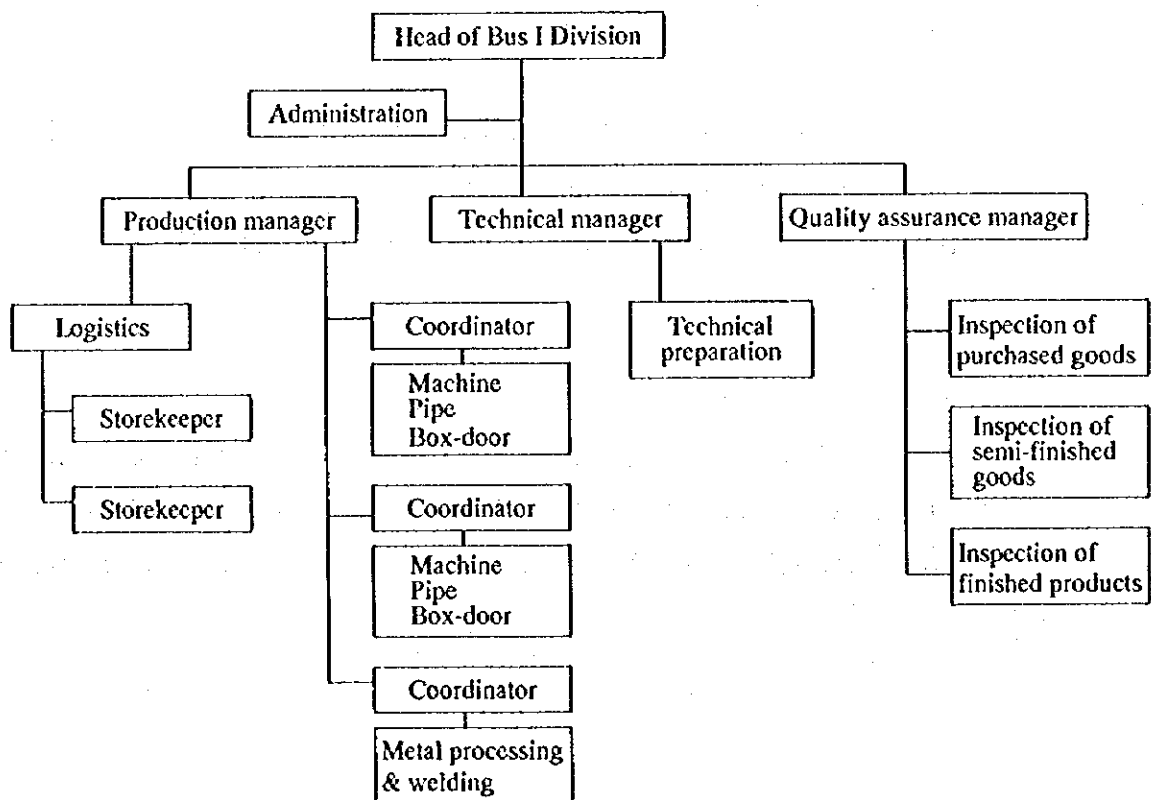 Head of Bus I Division
Administration
Production manager
Technical manager
Quality assurance manager
Logistics
Storekeeper
Storekeeper
Coordinator
Machine
Pipe
Box-door
Coordinator
Machine
Pipe
Box-door
Coordinator
Metal processing
& welding
Technical
preparation
Inspection of
purchased goods
Inspection of
semi-finished
goods
Inspection of
finished products